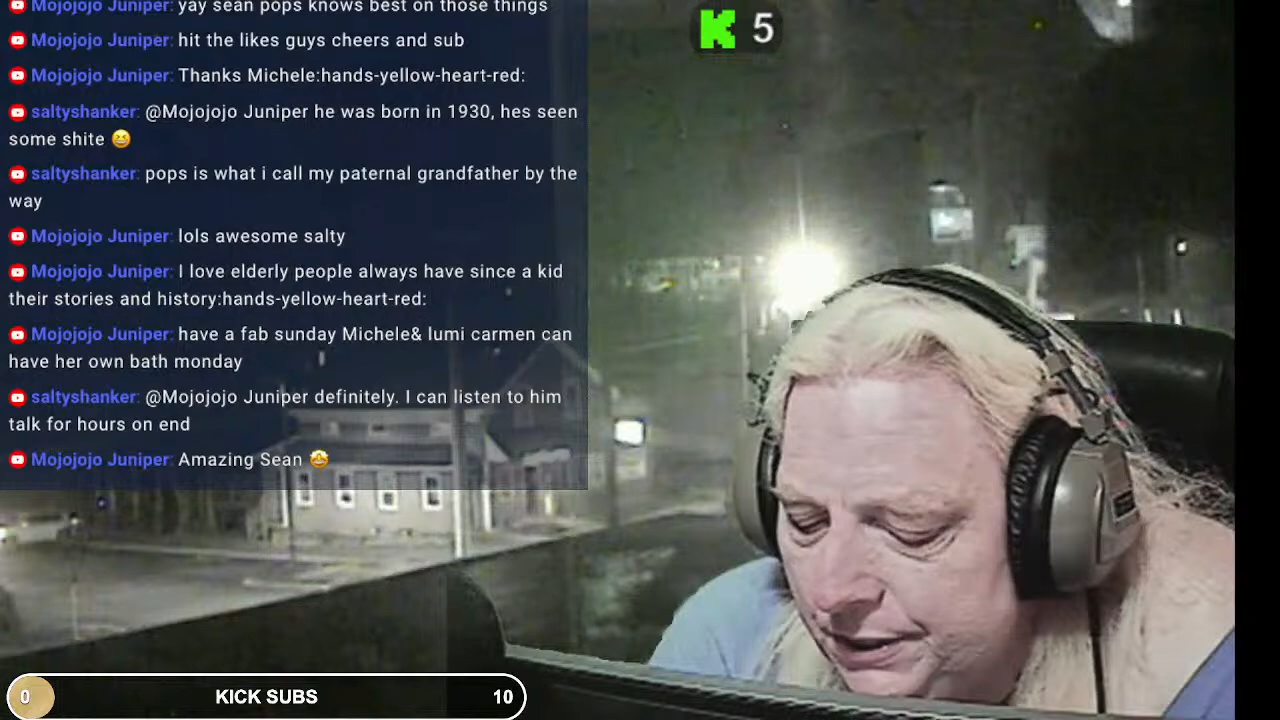 Mojojojo Juniper: yay sean pops knows best on those things
Mojojojo Juniper: hit the likes guys cheers and sub
Mojojojo Juniper: Thanks Michele:hands-yellow-heart-red:
saltyshanker: @Mojojojo Juniper he was born in 1930, hes seen
some shite 😆
saltyshanker: pops is what i call my paternal grandfather by the
way
Mojojojo Juniper: lols awesome salty
Mojojojo Juniper: I love elderly people always have since a kid
their stories and history:hands-yellow-heart-red:
Mojojojo Juniper: have a fab sunday Michele& lumi carmen can
have her own bath monday
saltyshanker: @Mojojojo Juniper definitely. I can listen to him
talk for hours on end
Mojojojo Juniper: Amazing Sean 🤩
K 5
0 KICK SUBS 10